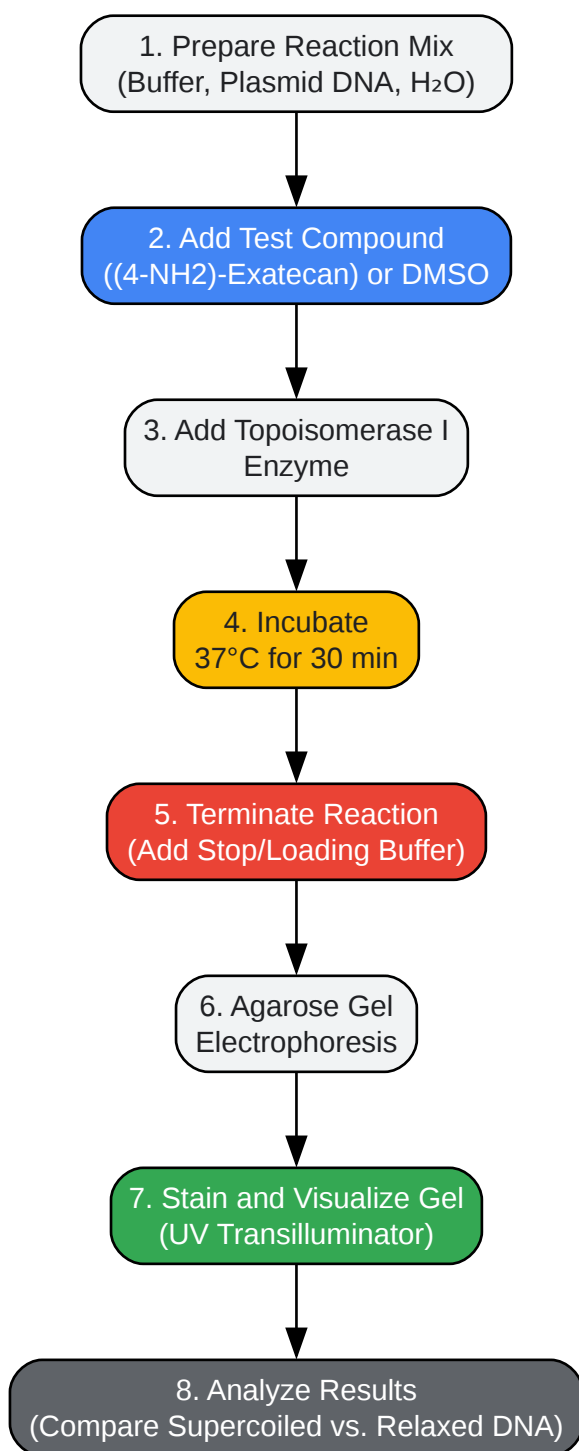 1. Prepare Reaction Mix
(Buffer, Plasmid DNA, H₂O)
2. Add Test Compound
((4-NH2)-Exatecan) or DMSO
3. Add Topoisomerase I
Enzyme
4. Incubate
37°C for 30 min
5. Terminate Reaction
(Add Stop/Loading Buffer)
6. Agarose Gel
Electrophoresis
7. Stain and Visualize Gel
(UV Transilluminator)
8. Analyze Results
(Compare Supercoiled vs. Relaxed DNA)